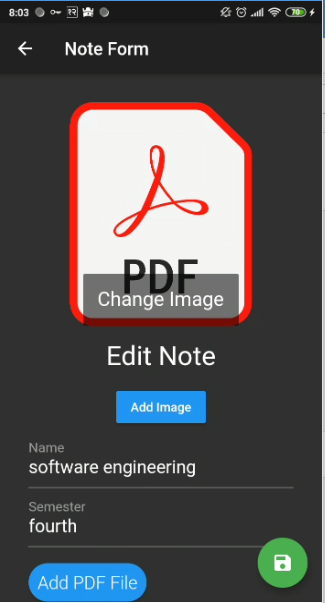 8:03 70
Note Form
PDF
Change Image
Edit Note
Add Image
Name
software engineering
Semester
fourth
Add PDF File